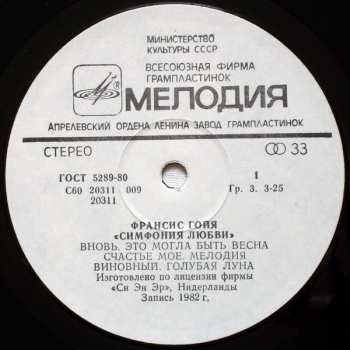 МИНИСТЕРСТВО
КУЛЬТУРЫ СССР
ВСЕСОЮЗНАЯ ФИРМА
ГРАМПЛАСТИНОК
МЕЛОДИЯ
АПРЕЛЕВСКИЙ ОРДЕНА ЛЕНИНА ЗАВОД ГРАМПЛАСТИНОК
СТЕРЕО 33
ГОСТ 5289-80 I
С60 20311 009 Гр. 3. 3-25
20311
ФРАНСИС ГОЙЯ
«СИМФОНИЯ ЛЮБВИ»
ВНОВЬ. ЭТО МОГЛА БЫТЬ ВЕСНА
СЧАСТЬЕ МОЕ. МЕЛОДИЯ
ВИНОВНЫЙ. ГОЛУБАЯ ЛУНА
Изготовлено по лицензии фирмы
«Си Эн Эр», Нидерланды
Запись 1982 г.